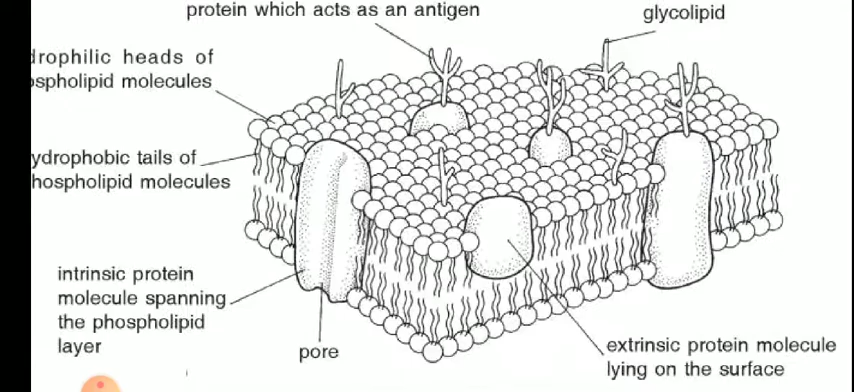 protein which acts as an antigen
glycolipid
drophilic heads of
ospholipid molecules
ydrophobic tails of
hospholipid molecules
intrinsic protein
molecule spanning
the phospholipid
layer
pore
extrinsic protein molecule
lying on the surface